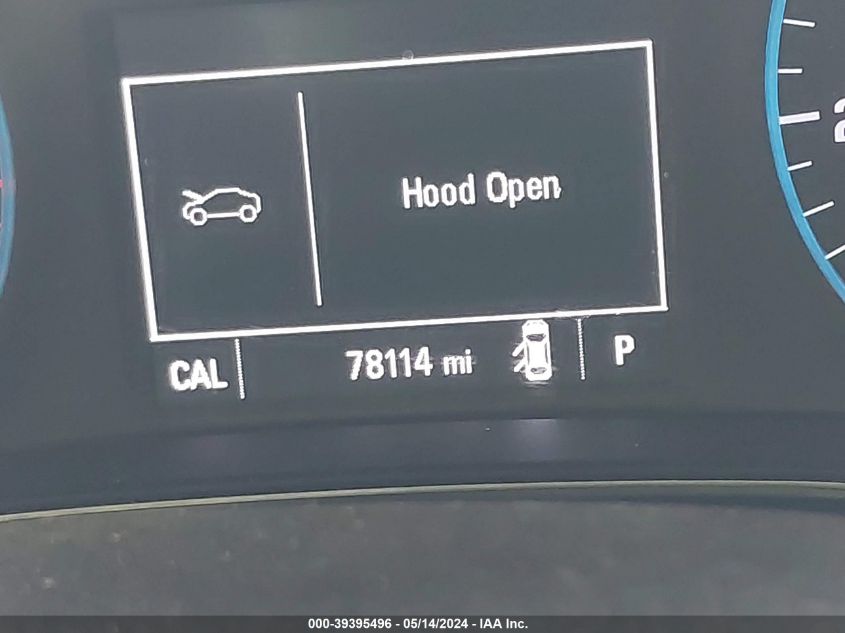 Hood Open
CAL 78114 mi P
000-39395496 - 05/14/2024 - IAA Inc.